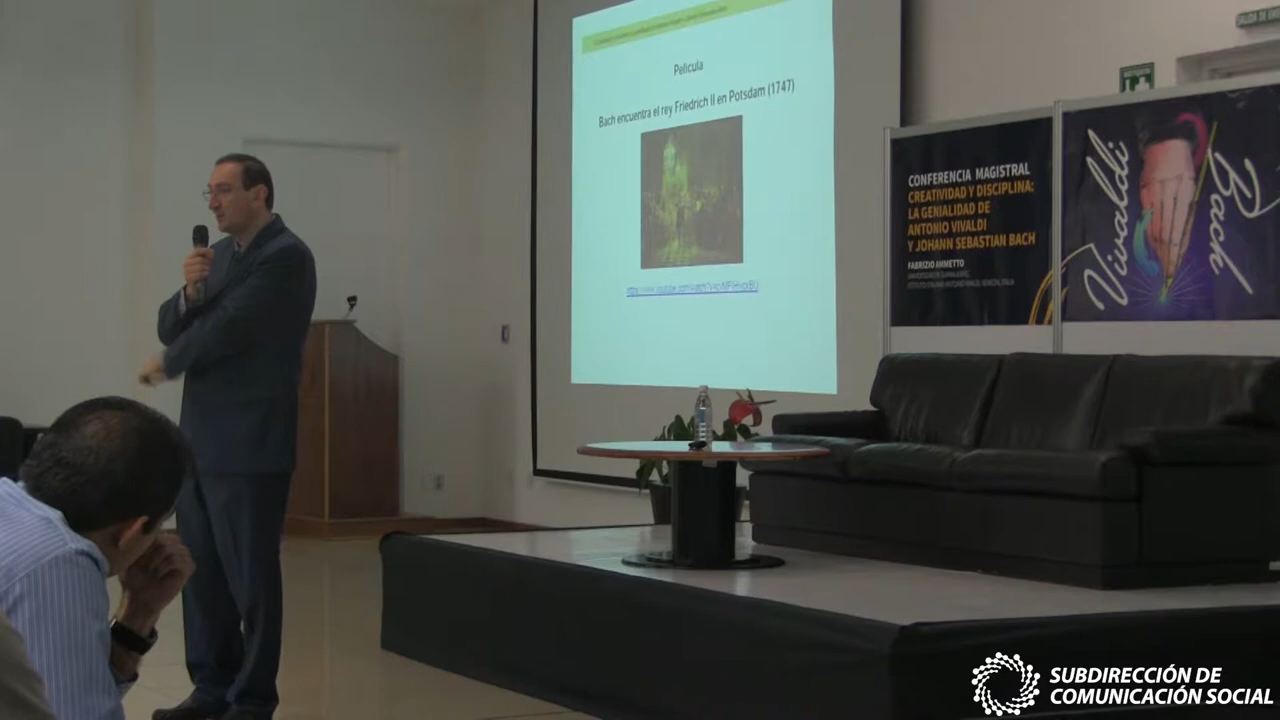 Pelicula
Bach encuentra el rey Friedrich II en Potsdam (1747)
CONFERENCIA MAGISTRAL
CREATIVIDAD Y DISCIPLINA:
LA GENIALIDAD DE
ANTONIO VIVALDI
Y JOHANN SEBASTIAN BACH
FABRIZIO AMMETTO
Vivaldi
Bach
SUBDIRECCIÓN DE
COMUNICACIÓN SOCIAL